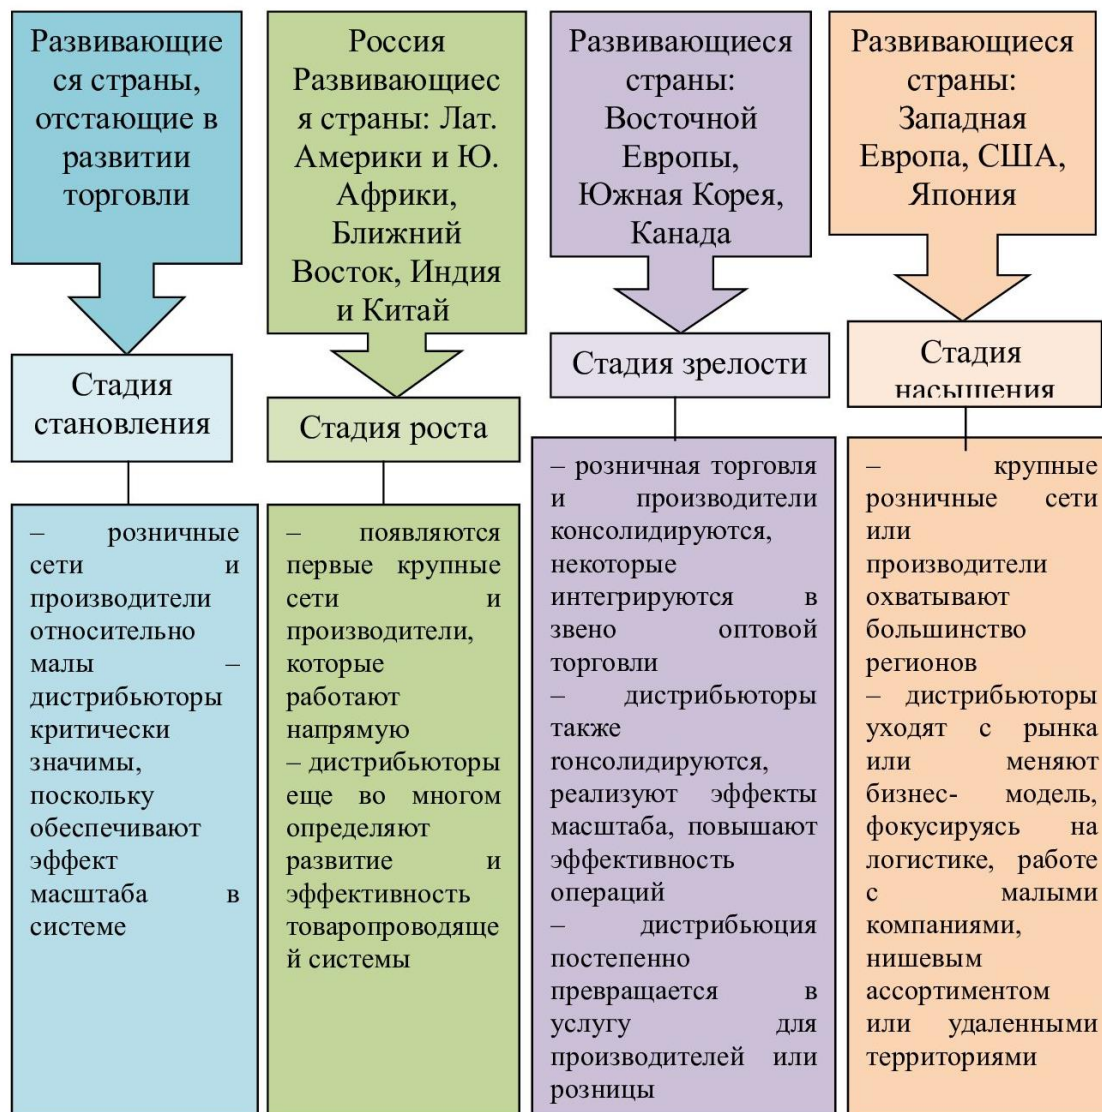 Развивающие
ся страны,
отстающие в
развитии
торговли
Стадия
становления
– розничные
сети и
производители
относительно
малы –
дистрибьюторы
критически
значимы,
поскольку
обеспечивают
эффект
масштаба в
системе
Россия
Развивающиес
я страны: Лат.
Америки и Ю.
Африки,
Ближний
Восток, Индия
и Китай
Стадия роста
– появляются
первые крупные
сети и
производители,
которые
работают
напрямую
– дистрибьюторы
еще во многом
определяют
развитие и
эффективность
товаропроводяще
й системы
Развивающиеся
страны:
Восточной
Европы,
Южная Корея,
Канада
Стадия зрелости
– розничная торговля
и производители
консолидируются,
некоторые
интегрируются в
звено оптовой
торговли
– дистрибьюторы
также
гонсолидируются,
реализуют эффекты
масштаба, повышают
эффективность
операций
– дистрибьюция
постепенно
превращается в
услугу для
производителей или
розницы
Развивающиеся
страны:
Западная
Европа, США,
Япония
Стадия
насыщения
– крупные
розничные сети
или
производители
охватывают
большинство
регионов
– дистрибьюторы
уходят с рынка
или меняют
бизнес- модель,
фокусируясь на
логистике, работе
с малыми
компаниями,
нишевым
ассортиментом
или удаленными
территориями